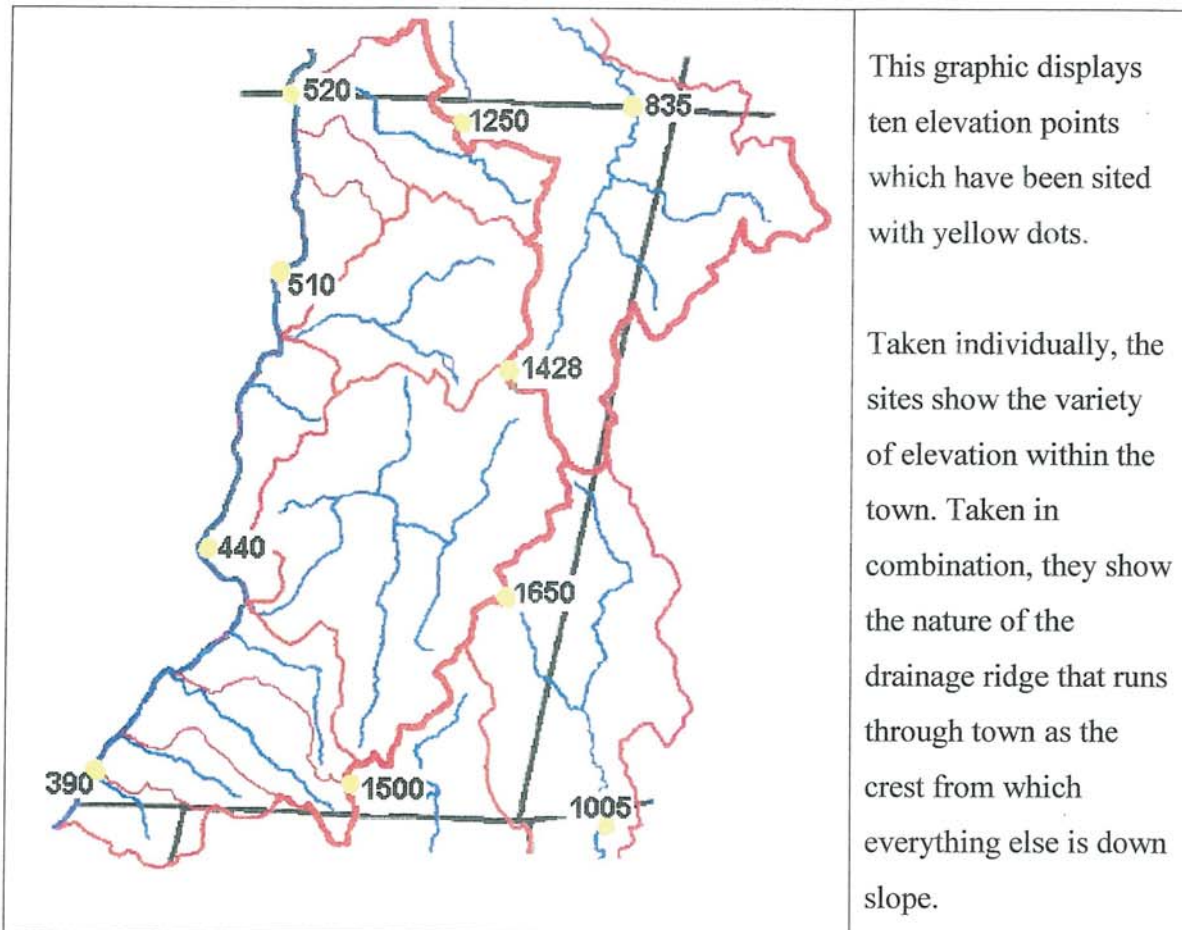 520
835
1250
510
1428
440
1650
390
1500
1005
This graphic displays
ten elevation points
which have been sited
with yellow dots.
Taken individually, the
sites show the variety
of elevation within the
town. Taken in
combination, they show
the nature of the
drainage ridge that runs
through town as the
crest from which
everything else is down
slope.